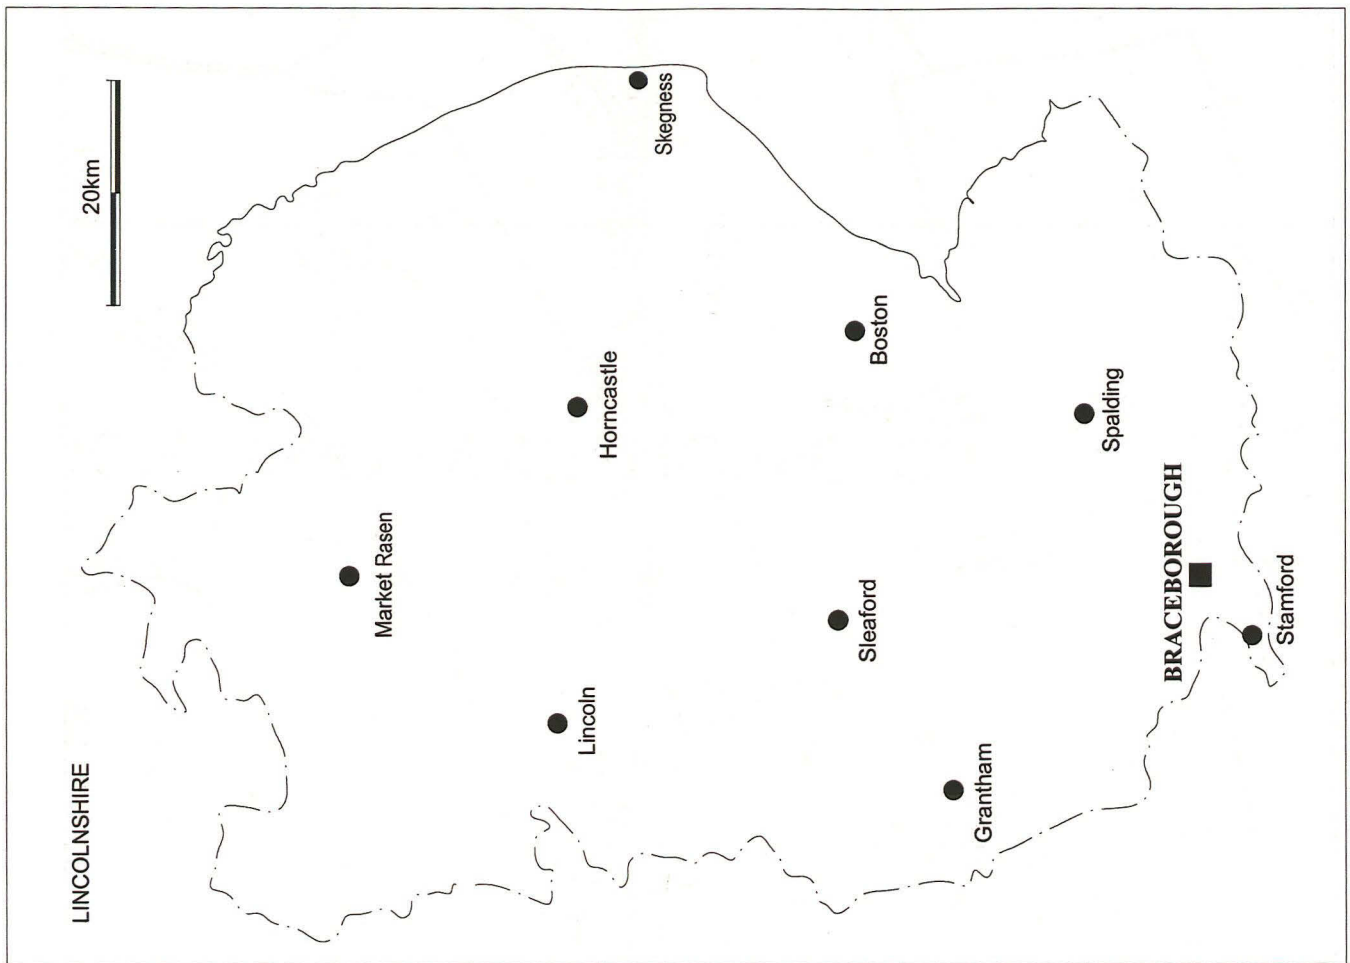 LINCOLNSHIRE
20km
Market Rasen
Lincoln
Horncastle
Skegness
Sleaford
Boston
Grantham
Spalding
BRACEBOROUGH
Stamford